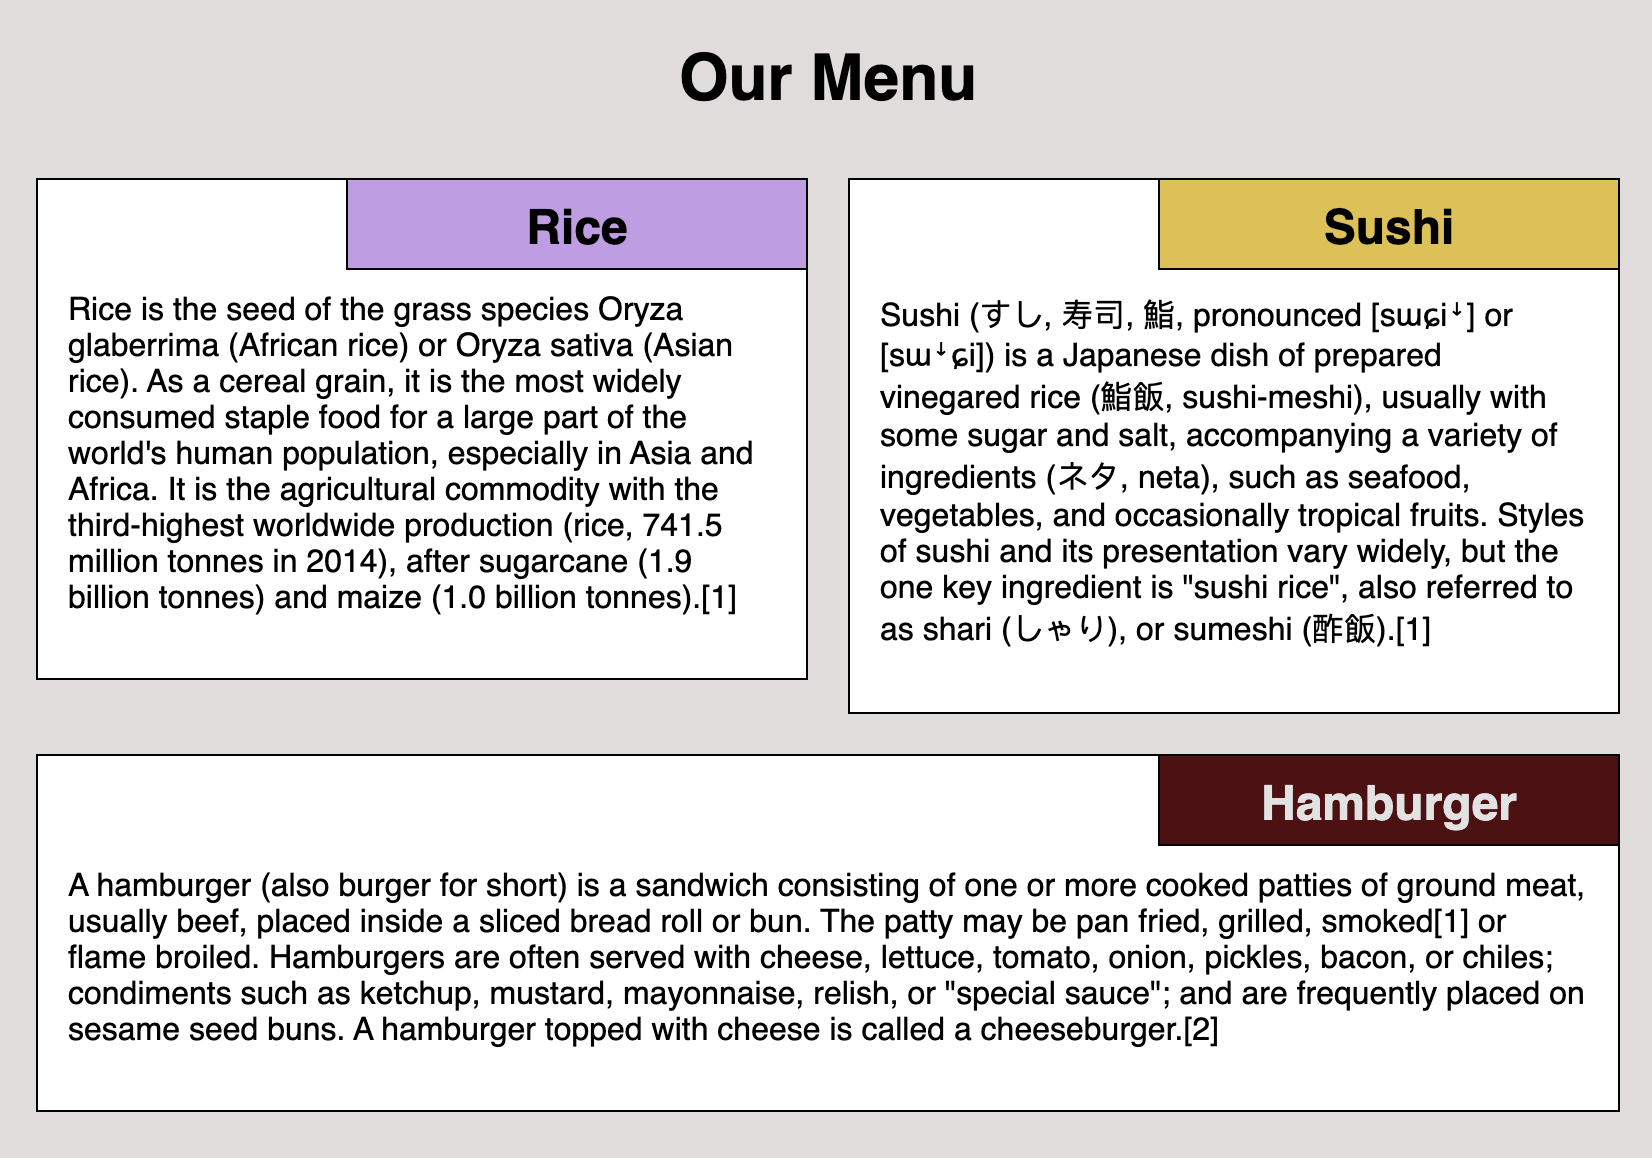 Our Menu
Rice
Rice is the seed of the grass species Oryza
glaberrima (African rice) or Oryza sativa (Asian
rice). As a cereal grain, it is the most widely
consumed staple food for a large part of the
world's human population, especially in Asia and
Africa. It is the agricultural commodity with the
third-highest worldwide production (rice, 741.5
million tonnes in 2014), after sugarcane (1.9
billion tonnes) and maize (1.0 billion tonnes).[1]
Sushi
Sushi (すし, 寿司, 鮨, pronounced [sɯɕiꜜ] or
[sɯꜜɕi]) is a Japanese dish of prepared
vinegared rice (鮨飯, sushi-meshi), usually with
some sugar and salt, accompanying a variety of
ingredients (ネタ, neta), such as seafood,
vegetables, and occasionally tropical fruits. Styles
of sushi and its presentation vary widely, but the
one key ingredient is "sushi rice", also referred to
as shari (しゃり), or sumeshi (酢飯).[1]
Hamburger
A hamburger (also burger for short) is a sandwich consisting of one or more cooked patties of ground meat,
usually beef, placed inside a sliced bread roll or bun. The patty may be pan fried, grilled, smoked[1] or
flame broiled. Hamburgers are often served with cheese, lettuce, tomato, onion, pickles, bacon, or chiles;
condiments such as ketchup, mustard, mayonnaise, relish, or "special sauce"; and are frequently placed on
sesame seed buns. A hamburger topped with cheese is called a cheeseburger.[2]